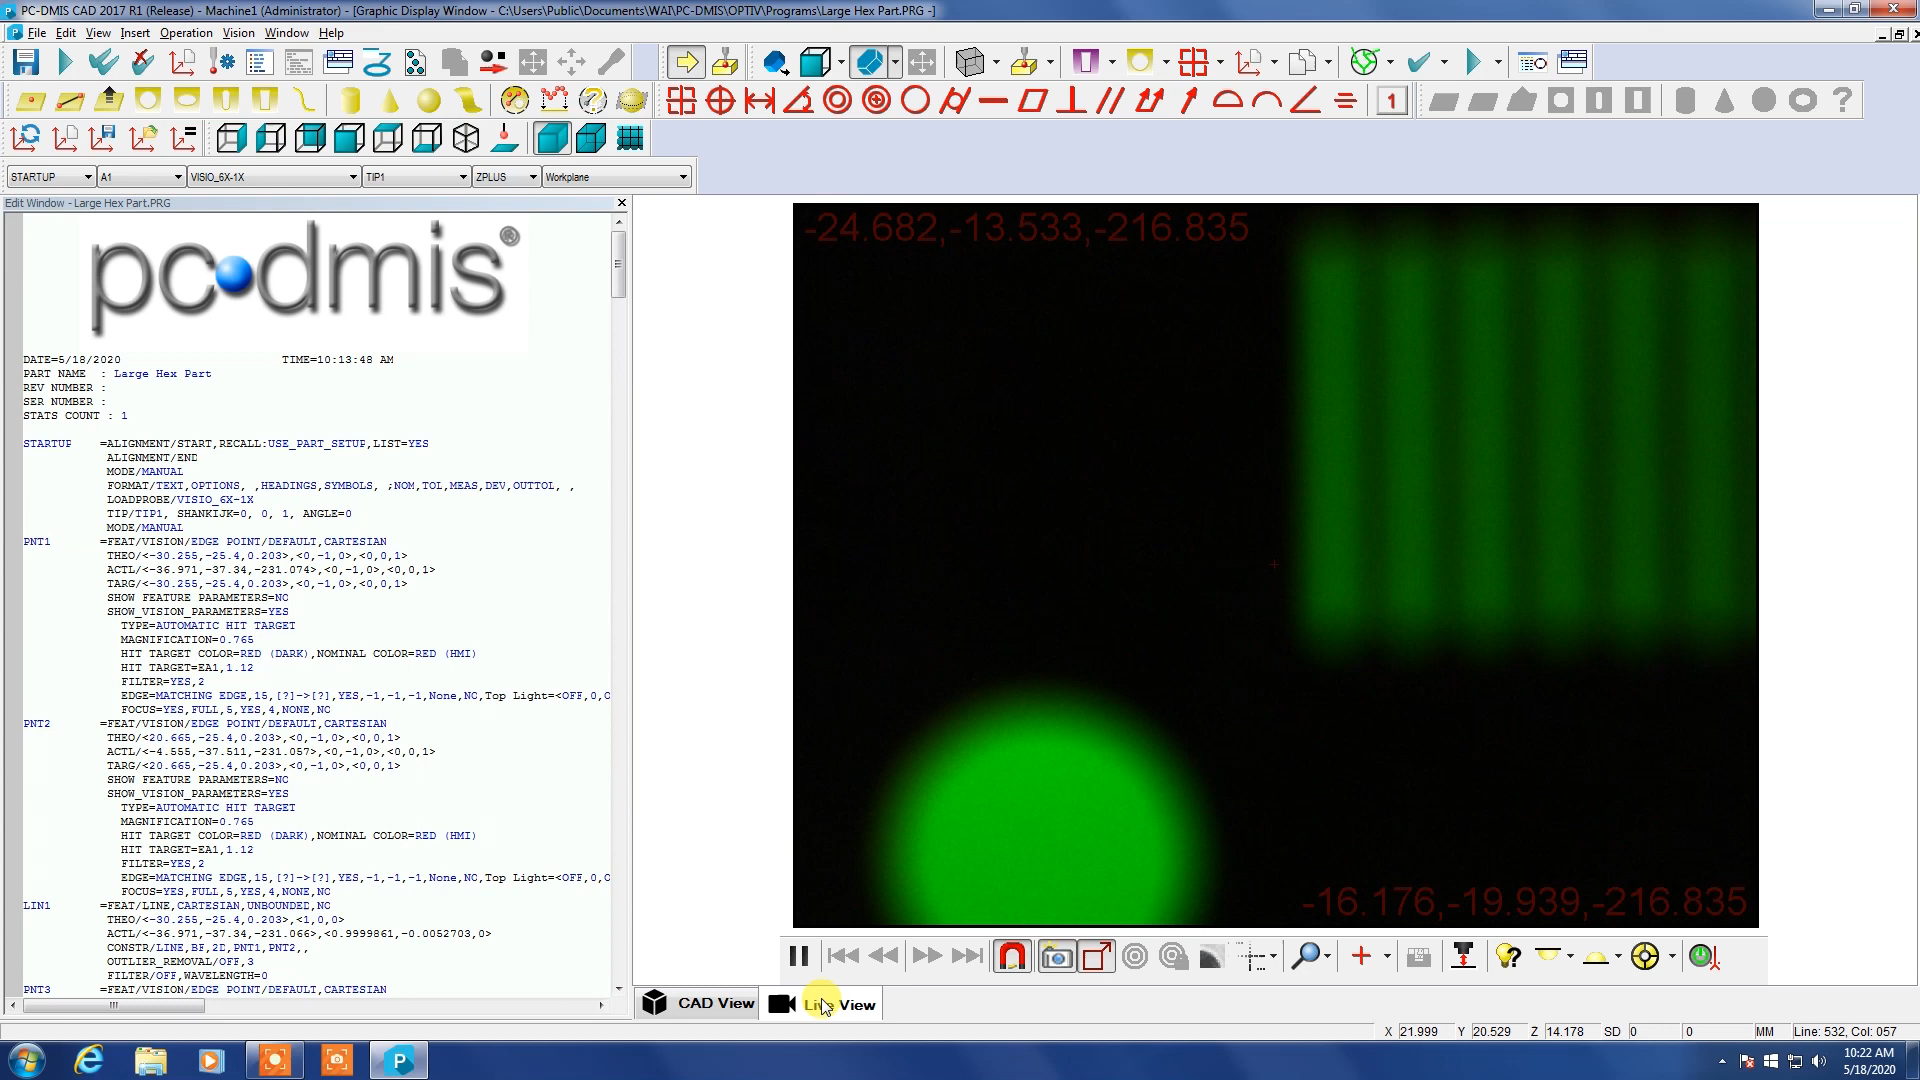 PC-DMIS CAD 2017 R1 (Release) - Machine1 (Administrator) - [Graphic Display Window - C:\Users\Public\Documents\WAI\PC-DMIS\OPTIV\Programs\Large Hex Part.PRG -]
File Edit View Insert Operation Vision Window Help
1
STARTUP A1 VISIO_6X-1X TIP1 ZPLUS Workplane
Edit Window - Large Hex Part.PRG
pc dmis®
DATE=5/18/2020 TIME=10:13:48 AM
PART NAME : Large Hex Part
REV NUMBER :
SER NUMBER :
STATS COUNT : 1
STARTUP =ALIGNMENT/START,RECALL:USE_PART_SETUP,LIST=YES
ALIGNMENT/END
MODE/MANUAL
FORMAT/TEXT,OPTIONS, ,HEADINGS,SYMBOLS, ;NOM,TOL,MEAS,DEV,OUTTOL, ,
LOADPROBE/VISIO_6X-1X
TIP/TIP1, SHANKIJK=0, 0, 1, ANGLE=0
MODE/MANUAL
PNT1 =FEAT/VISION/EDGE POINT/DEFAULT,CARTESIAN
THEO/<-30.255,-25.4,0.203>,<0,-1,0>,<0,0,1>
ACTL/<-36.971,-37.34,-231.074>,<0,-1,0>,<0,0,1>
TARG/<-30.255,-25.4,0.203>,<0,-1,0>,<0,0,1>
SHOW FEATURE PARAMETERS=NO
SHOW_VISION_PARAMETERS=YES
TYPE=AUTOMATIC HIT TARGET
MAGNIFICATION=0.765
HIT TARGET COLOR=RED (DARK),NOMINAL COLOR=RED (HMI)
HIT TARGET=EA1,1.12
FILTER=YES,2
EDGE=MATCHING EDGE,15,[?]->[?],YES,-1,-1,-1,None,NO,Top Light=<OFF,0,C
FOCUS=YES,FULL,5,YES,4,NONE,NO
PNT2 =FEAT/VISION/EDGE POINT/DEFAULT,CARTESIAN
THEO/<20.665,-25.4,0.203>,<0,-1,0>,<0,0,1>
ACTL/<-4.555,-37.511,-231.057>,<0,-1,0>,<0,0,1>
TARG/<20.665,-25.4,0.203>,<0,-1,0>,<0,0,1>
SHOW FEATURE PARAMETERS=NO
SHOW_VISION_PARAMETERS=YES
TYPE=AUTOMATIC HIT TARGET
MAGNIFICATION=0.765
HIT TARGET COLOR=RED (DARK),NOMINAL COLOR=RED (HMI)
HIT TARGET=EA1,1.12
FILTER=YES,2
EDGE=MATCHING EDGE,15,[?]->[?],YES,-1,-1,-1,None,NO,Top Light=<OFF,0,C
FOCUS=YES,FULL,5,YES,4,NONE,NO
LIN1 =FEAT/LINE,CARTESIAN,UNBOUNDED,NO
THEO/<-30.255,-25.4,0.203>,<1,0,0>
ACTL/<-36.971,-37.34,-231.066>,<0.9999861,-0.0052703,0>
CONSTR/LINE,BF,2D,PNT1,PNT2,,
OUTLIER_REMOVAL/OFF,3
FILTER/OFF,WAVELENGTH=0
PNT3 =FEAT/VISION/EDGE POINT/DEFAULT,CARTESIAN
-24.682,-13.533,-216.835
-16.176,-19.939,-216.835
CAD View Live View
X 21.999 Y 20.529 Z 14.178 SD 0 0 MM Line: 532, Col: 057
10:22 AM
5/18/2020